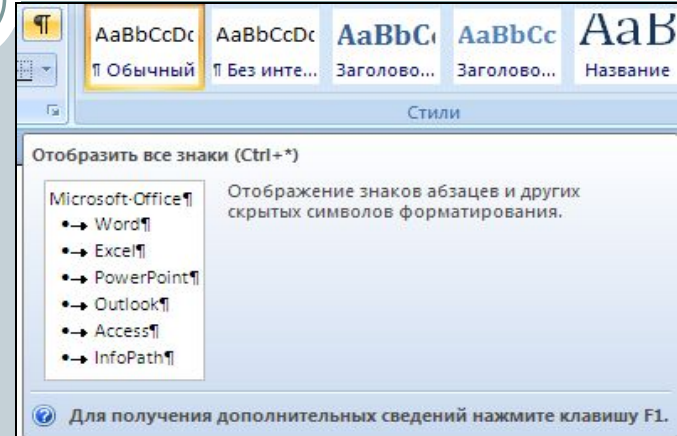 ¶
AaBbCcDc AaBbCcDc AaBbC AaBbCc AaB
¶ Обычный ¶ Без инте... Заголово... Заголово... Название
Стили
Отобразить все знаки (Ctrl+*)
Microsoft·Office¶
Word¶
Excel¶
PowerPoint¶
Outlook¶
Access¶
InfoPath¶
Отображение знаков абзацев и других
скрытых символов форматирования.
Для получения дополнительных сведений нажмите клавишу F1.